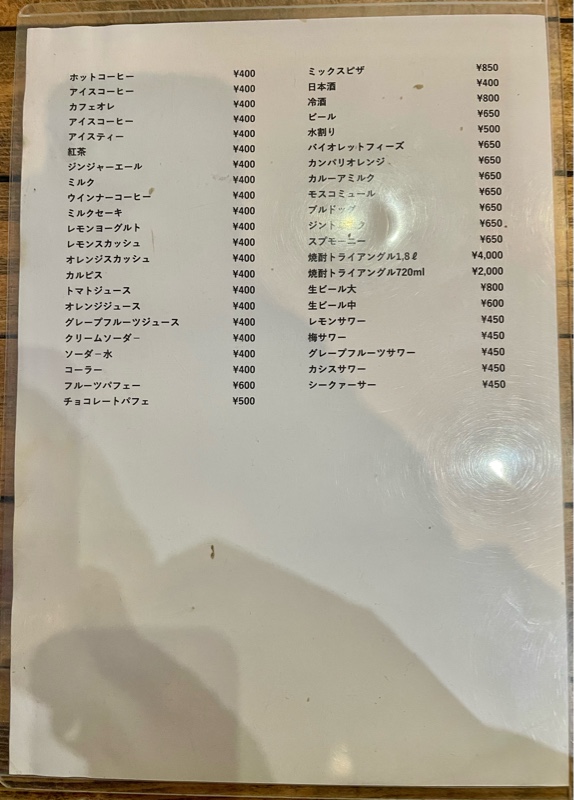 ホットコーヒー ¥400
アイスコーヒー ¥400
カフェオレ ¥400
アイスコーヒー ¥400
アイスティー ¥400
紅茶 ¥400
ジンジャーエール ¥400
ミルク ¥400
ウインナーコーヒー ¥400
ミルクセーキ ¥400
レモンヨーグルト ¥400
レモンスカッシュ ¥400
オレンジスカッシュ ¥400
カルピス ¥400
トマトジュース ¥400
オレンジジュース ¥400
グレープフルーツジュース ¥400
クリームソーダー ¥400
ソーダー水 ¥400
コーラー ¥400
フルーツパフェー ¥600
チョコレートパフェ ¥500
ミックスピザ ¥850
日本酒 ¥400
冷酒 ¥800
ビール ¥650
水割り ¥500
バイオレットフィーズ ¥650
カンパリオレンジ ¥650
カルーアミルク ¥650
モスコミュール ¥650
ブルドッグ ¥650
¥650
スプモーニー ¥650
焼酎トライアングル1,8ℓ ¥4,000
焼酎トライアングル720ml ¥2,000
生ビール大 ¥800
生ビール中 ¥600
レモンサワー ¥450
梅サワー ¥450
グレープフルーツサワー ¥450
カシスサワー ¥450
シークァーサー ¥450